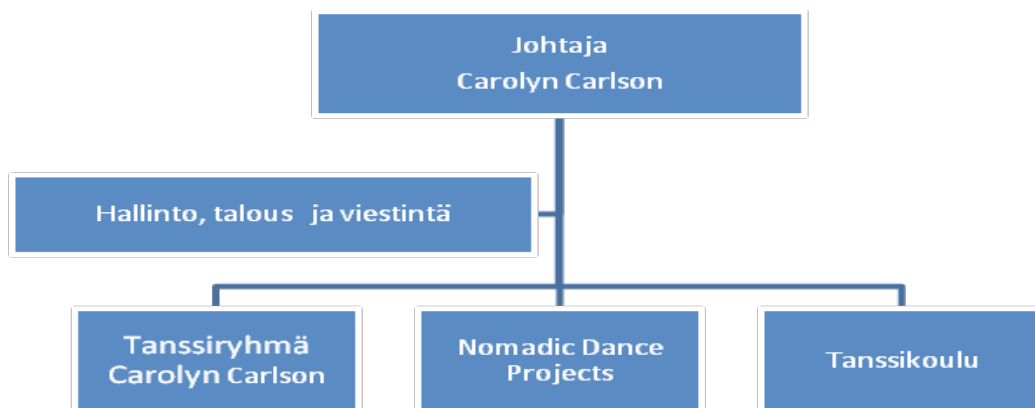 Johtaja
Carolyn Carlson
Hallinto, talous ja viestintä
Tanssiryhmä
Carolyn Carlson
Nomadic Dance
Projects
Tanssikoulu